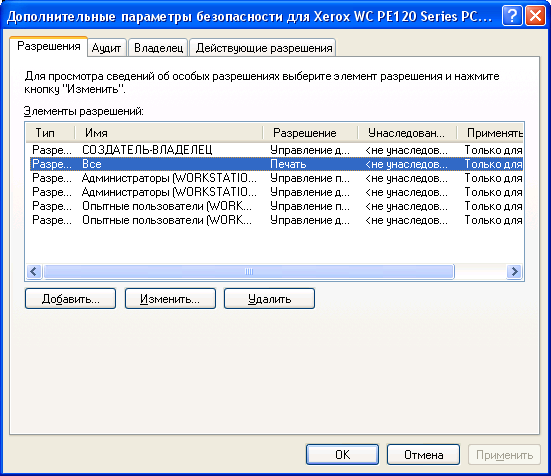 Дополнительные параметры безопасности для Xerox WC PE120 Series PC...
Разрешения Аудит Владелец Действующие разрешения
Для просмотра сведений об особых разрешениях выберите элемент разрешения и нажмите
кнопку "Изменить".
Элементы разрешений:
Тип Имя Разрешение Унаследован... Применять
Разре... СОЗДАТЕЛЬ-ВЛАДЕЛЕЦ Управление д... <не унаследов... Только для
Разре... Все Печать <не унаследов... Только для
Разре... Администраторы (WORKSTATIO... Управление п... <не унаследов... Только для
Разре... Администраторы (WORKSTATIO... Управление д... <не унаследов... Только для
Разре... Опытные пользователи (WORK... Управление п... <не унаследов... Только для
Разре... Опытные пользователи (WORK... Управление д... <не унаследов... Только для
Добавить... Изменить... Удалить
OK Отмена Применить